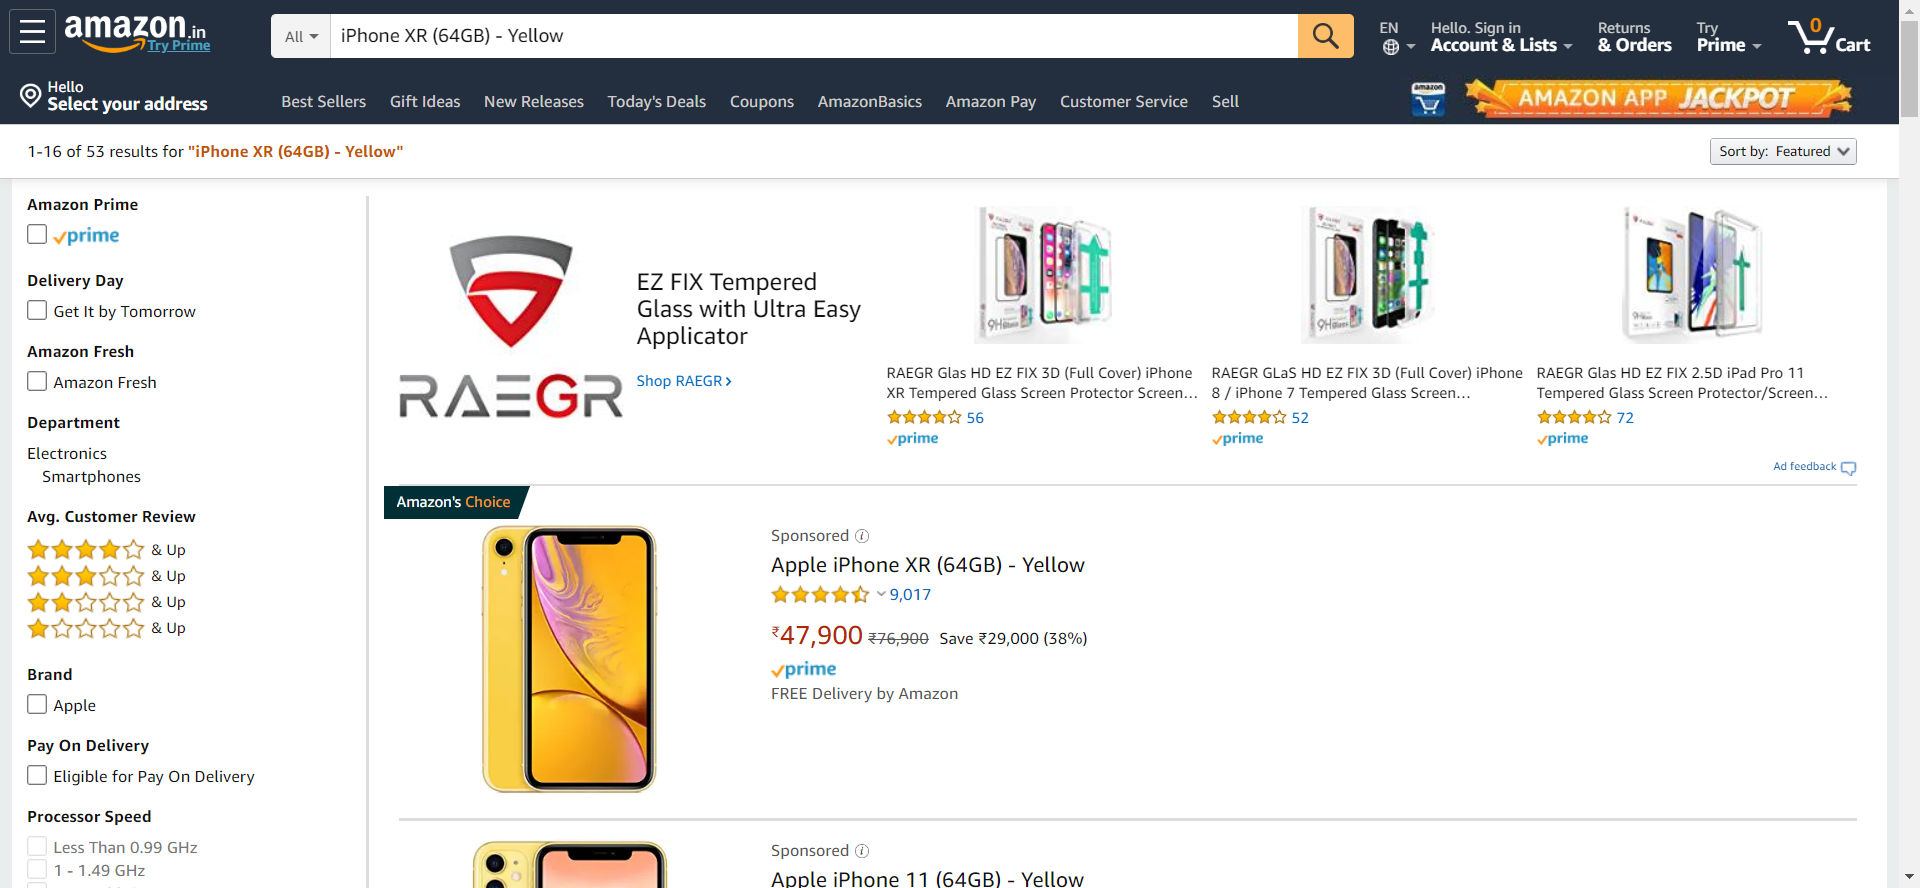 amazon.in
Try Prime
All
iPhone XR (64GB) - Yellow
EN
Hello. Sign in
Account & Lists
Returns
& Orders
Try
Prime
0
Cart
Hello
Select your address
Best Sellers
Gift Ideas
New Releases
Today's Deals
Coupons
AmazonBasics
Amazon Pay
Customer Service
Sell
amazon
AMAZON APP JACKPOT
1-16 of 53 results for "iPhone XR (64GB) - Yellow"
Sort by: Featured
Amazon Prime
prime
Delivery Day
Get It by Tomorrow
Amazon Fresh
Amazon Fresh
Department
Electronics
Smartphones
Avg. Customer Review
& Up
& Up
& Up
& Up
Brand
Apple
Pay On Delivery
Eligible for Pay On Delivery
Processor Speed
Less Than 0.99 GHz
1 - 1.49 GHz
RAEGR
EZ FIX Tempered
Glass with Ultra Easy
Applicator
Shop RAEGR
RAEGR Glas HD EZ FIX 3D (Full Cover) iPhone
XR Tempered Glass Screen Protector Screen...
56
prime
RAEGR GLaS HD EZ FIX 3D (Full Cover) iPhone
8 / iPhone 7 Tempered Glass Screen...
52
prime
RAEGR Glas HD EZ FIX 2.5D iPad Pro 11
Tempered Glass Screen Protector/Screen...
72
prime
Ad feedback
Amazon's Choice
Sponsored
Apple iPhone XR (64GB) - Yellow
9,017
₹47,900 ₹76,900 Save ₹29,000 (38%)
prime
FREE Delivery by Amazon
Sponsored
Apple iPhone 11 (64GB) - Yellow